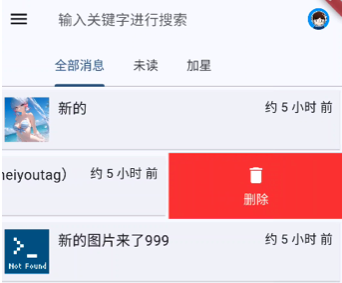 输入关键字进行搜索
全部消息 未读 加星
新的 约 5 小时 前
neiyoutag） 约 5 小时 前
删除
新的图片来了999 约 5 小时 前
Not Found